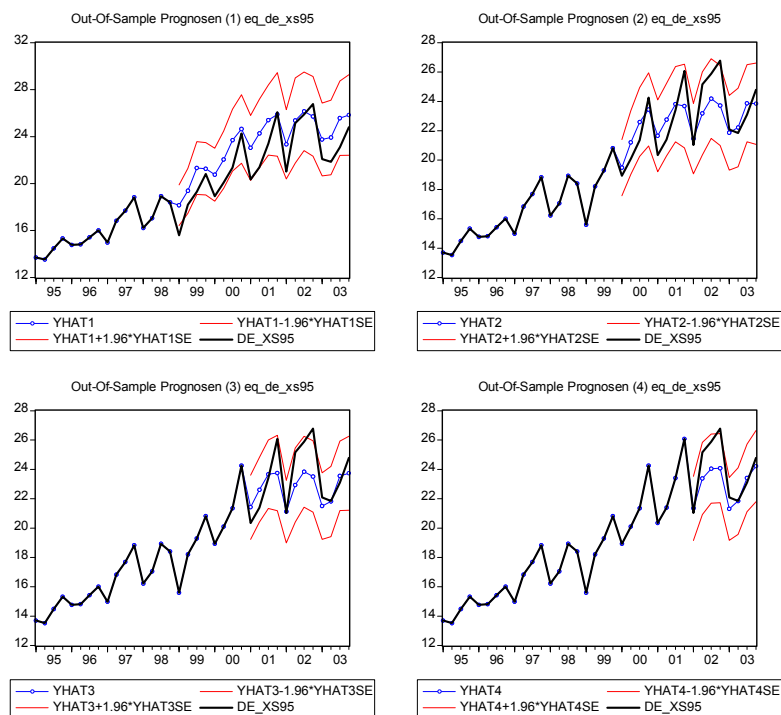 Out-Of-Sample Prognosen (1) eq_de_xs95
32
28
24
20
16
12
95 96 97 98 99 00 01 02 03
YHAT1 YHAT1-1.96*YHAT1SE
YHAT1+1.96*YHAT1SE DE_XS95
Out-Of-Sample Prognosen (2) eq_de_xs95
28
26
24
22
20
18
16
14
12
95 96 97 98 99 00 01 02 03
YHAT2 YHAT2-1.96*YHAT2SE
YHAT2+1.96*YHAT2SE DE_XS95
Out-Of-Sample Prognosen (3) eq_de_xs95
28
26
24
22
20
18
16
14
12
95 96 97 98 99 00 01 02 03
YHAT3 YHAT3-1.96*YHAT3SE
YHAT3+1.96*YHAT3SE DE_XS95
Out-Of-Sample Prognosen (4) eq_de_xs95
28
26
24
22
20
18
16
14
12
95 96 97 98 99 00 01 02 03
YHAT4 YHAT4-1.96*YHAT4SE
YHAT4+1.96*YHAT4SE DE_XS95